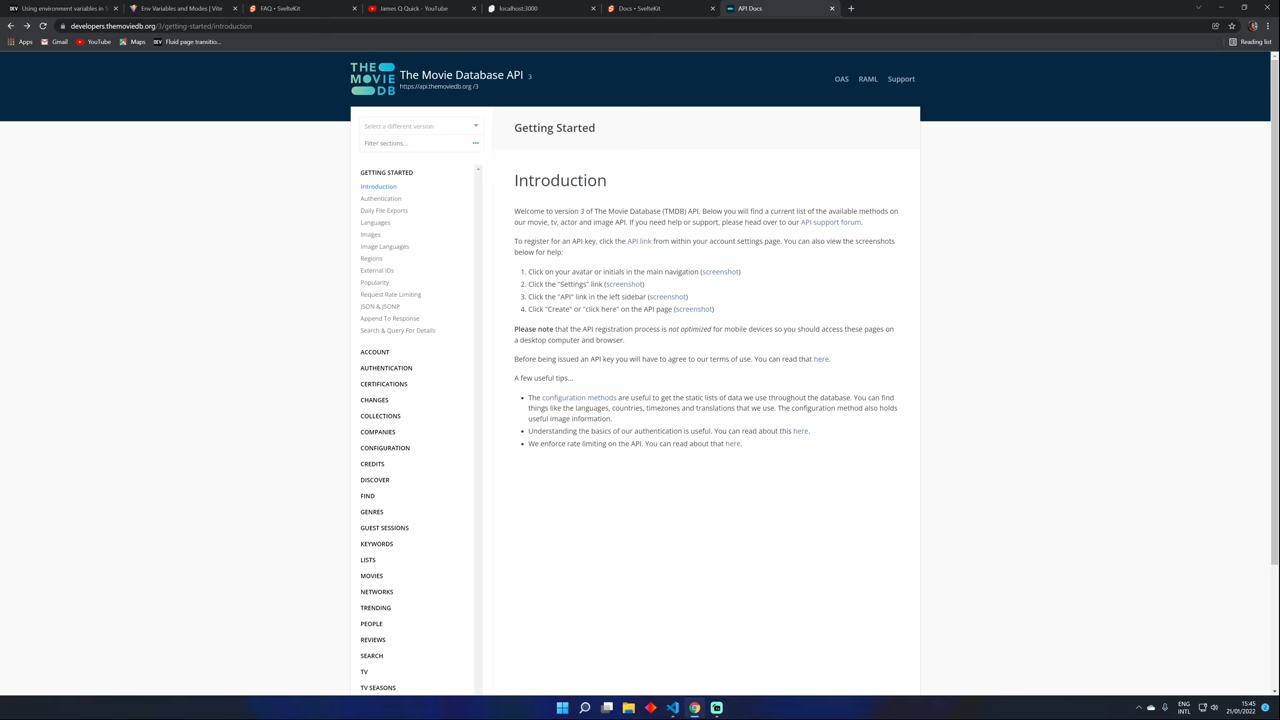 Using environment variables in S
Env Variables and Modes | Vite
FAQ • SvelteKit
James Q Quick - YouTube
localhost:3000
Docs • SvelteKit
API Docs
developers.themoviedb.org/3/getting-started/introduction
Apps
Gmail
YouTube
Maps
Fluid page transitio...
Reading list
THE MOVIE DB
The Movie Database API 3
https://api.themoviedb.org /3
OAS
RAML
Support
Select a different version
Filter sections...
GETTING STARTED
Introduction
Authentication
Daily File Exports
Languages
Images
Image Languages
Regions
External IDs
Popularity
Request Rate Limiting
JSON & JSONP
Append To Response
Search & Query For Details
ACCOUNT
AUTHENTICATION
CERTIFICATIONS
CHANGES
COLLECTIONS
COMPANIES
CONFIGURATION
CREDITS
DISCOVER
FIND
GENRES
GUEST SESSIONS
KEYWORDS
LISTS
MOVIES
NETWORKS
TRENDING
PEOPLE
REVIEWS
SEARCH
TV
TV SEASONS
Getting Started
Introduction
Welcome to version 3 of The Movie Database (TMDB) API. Below you will find a current list of the available methods on
our movie, tv, actor and image API. If you need help or support, please head over to our API support forum.
To register for an API key, click the API link from within your account settings page. You can also view the screenshots
below for help:
1. Click on your avatar or initials in the main navigation (screenshot)
2. Click the "Settings" link (screenshot)
3. Click the "API" link in the left sidebar (screenshot)
4. Click "Create" or "click here" on the API page (screenshot)
Please note that the API registration process is not optimized for mobile devices so you should access these pages on
a desktop computer and browser.
Before being issued an API key you will have to agree to our terms of use. You can read that here.
A few useful tips...
• The configuration methods are useful to get the static lists of data we use throughout the database. You can find
things like the languages, countries, timezones and translations that we use. The configuration method also holds
useful image information.
• Understanding the basics of our authentication is useful. You can read about this here.
• We enforce rate limiting on the API. You can read about that here.
ENG
INTL
15:45
21/01/2022